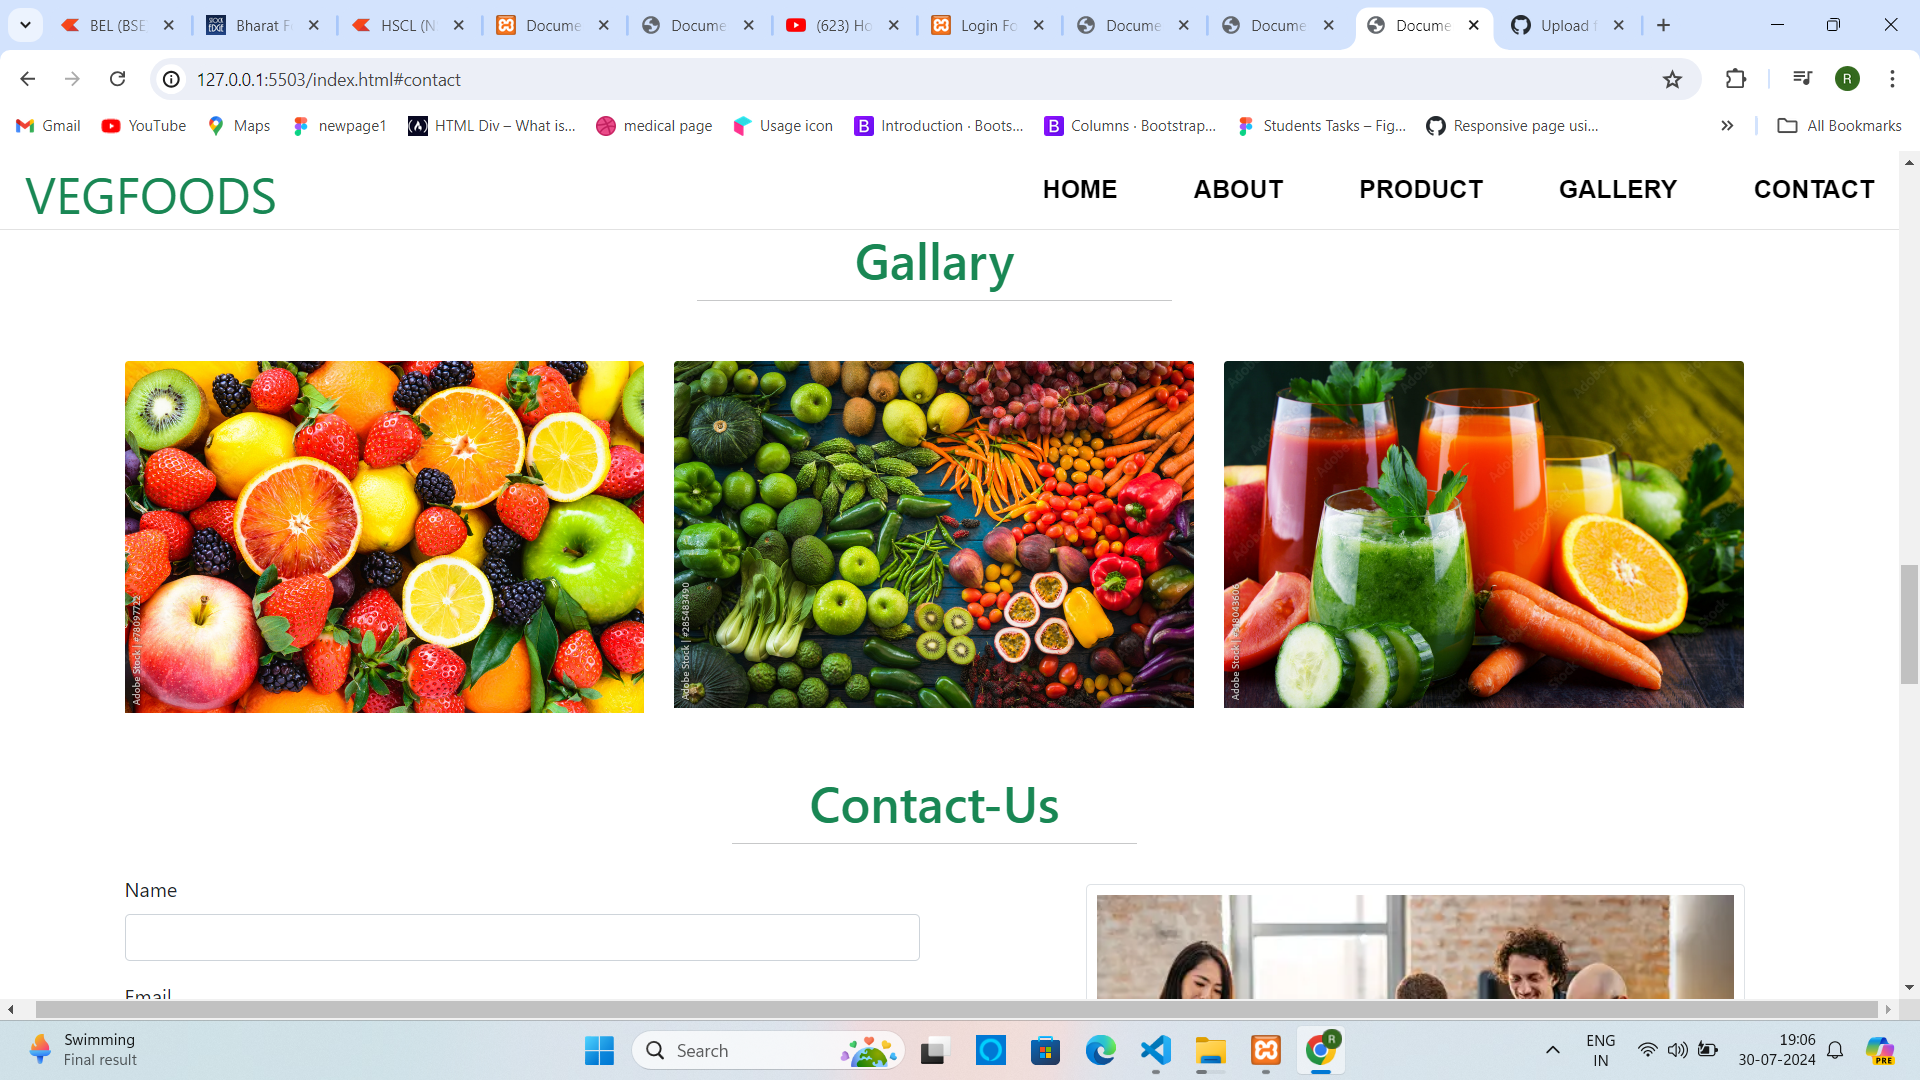 BEL (BSE
Bharat F
HSCL (N
Docume
Docume
(623) Ho
Login Fo
Docume
Docume
Docume
Upload f
127.0.0.1:5503/index.html#contact
R
Gmail
YouTube
Maps
newpage1
HTML Div – What is...
medical page
Usage icon
Introduction · Boots...
Columns · Bootstrap...
Students Tasks – Fig...
Responsive page usi...
All Bookmarks
VEGFOODS
HOME
ABOUT
PRODUCT
GALLERY
CONTACT
Gallary
Adobe Stock | #78097722
Adobe Stock | #285483490
Adobe Stock |
Contact-Us
Name
Email
Swimming
Final result
Search
R
ENG
IN
19:06
30-07-2024
PRE